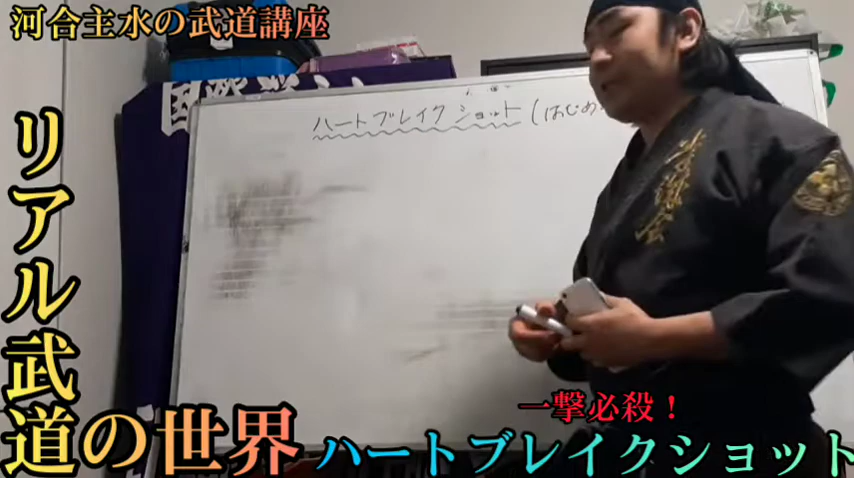 河合主水の武道講座
ハートブレイクショット(はじめ
リアル武道の世界
一撃必殺！
ハートブレイクショット